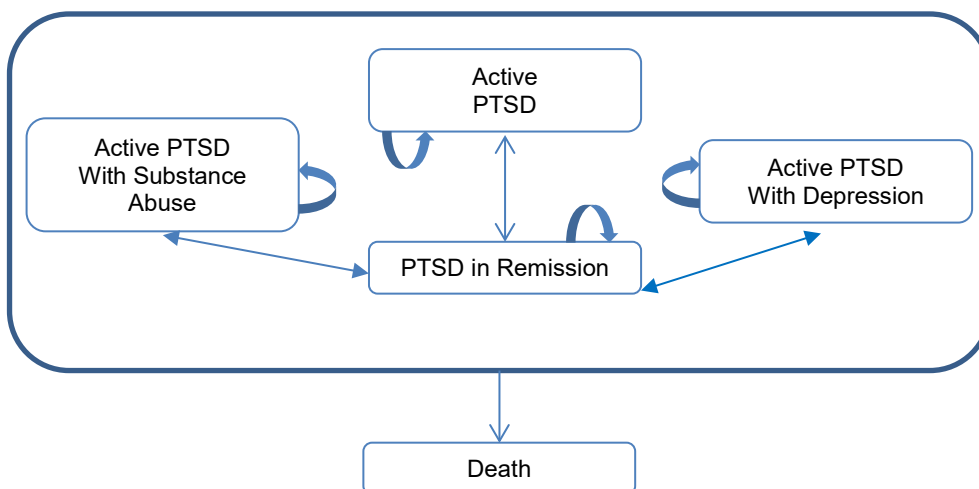 Active
PTSD
Active PTSD
With Substance
Abuse
Active PTSD
With Depression
PTSD in Remission
Death